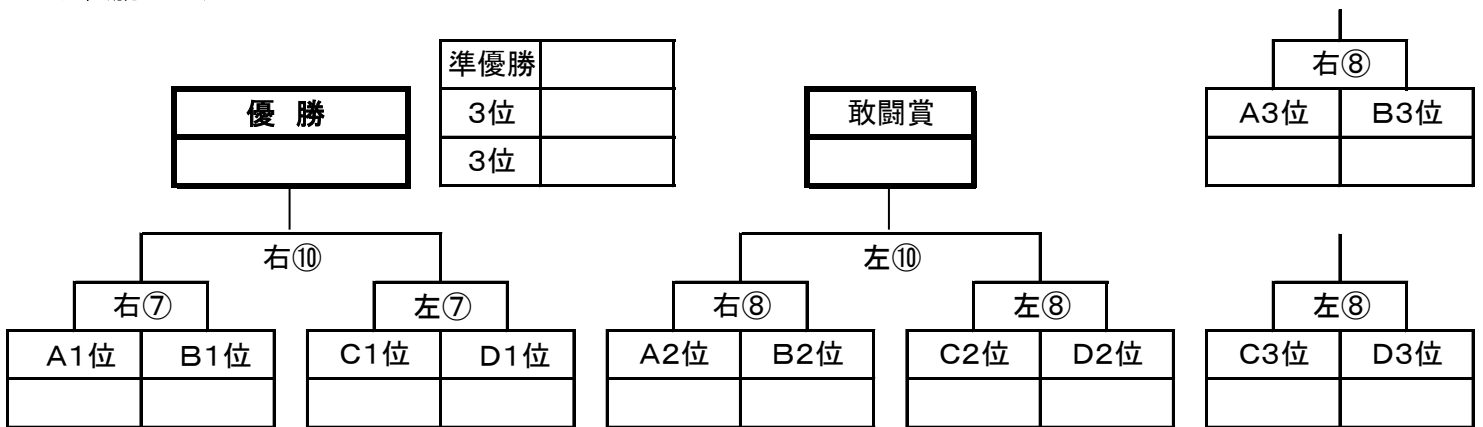 準優勝
右⑧
優 勝
3位
敢闘賞
A3位 B3位
3位
右⑩
左⑩
右⑦
左⑦
右⑧
左⑧
左⑧
A1位 B1位
C1位 D1位
A2位 B2位
C2位 D2位
C3位 D3位